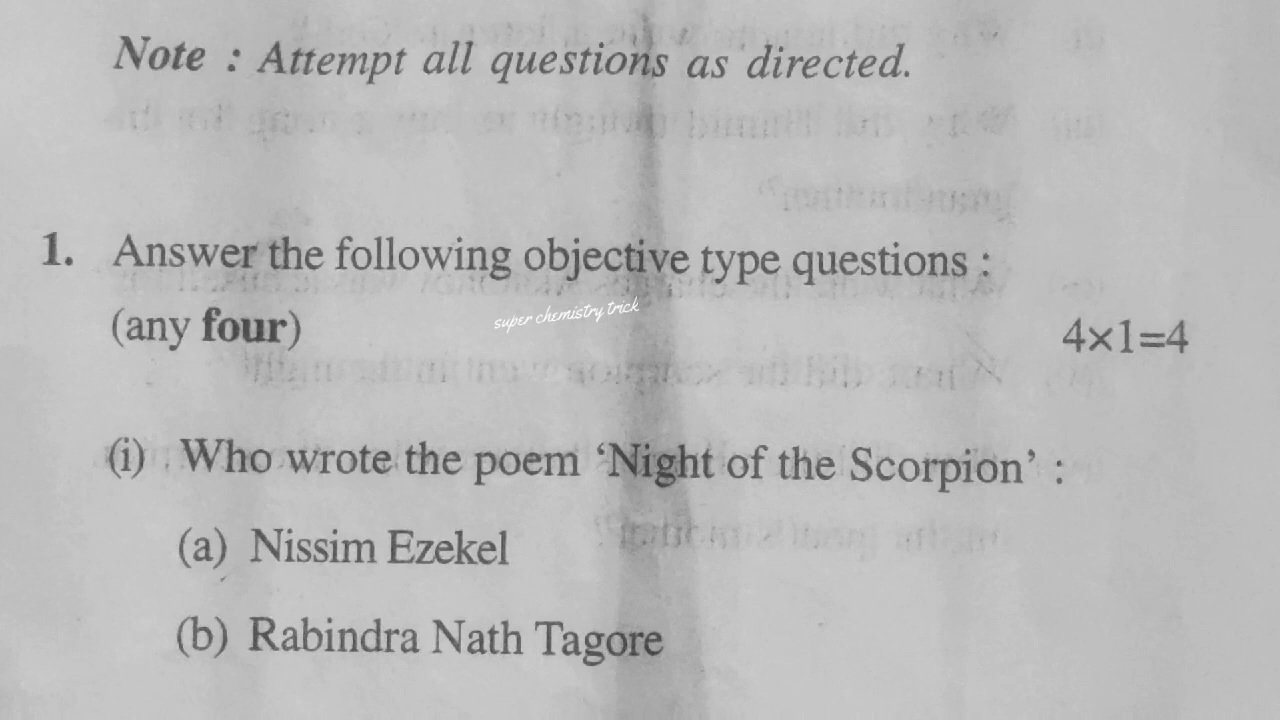 Note : Attempt all questions as directed.
1. Answer the following objective type questions :
(any four) 4×1=4
super chemistry trick
(i) Who wrote the poem ‘Night of the Scorpion’ :
(a) Nissim Ezekel
(b) Rabindra Nath Tagore